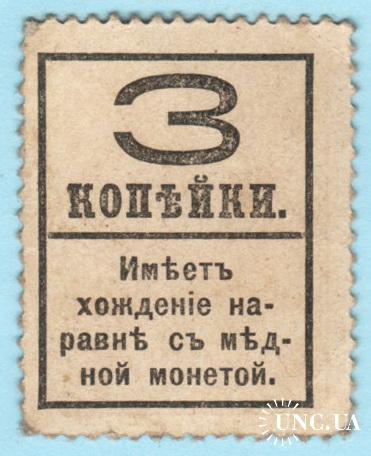 3
КОПѢЙКИ.
Имѣетъ
хожденіе на-
равнѣ съ мѣд-
ной монетой.
UNC.UA